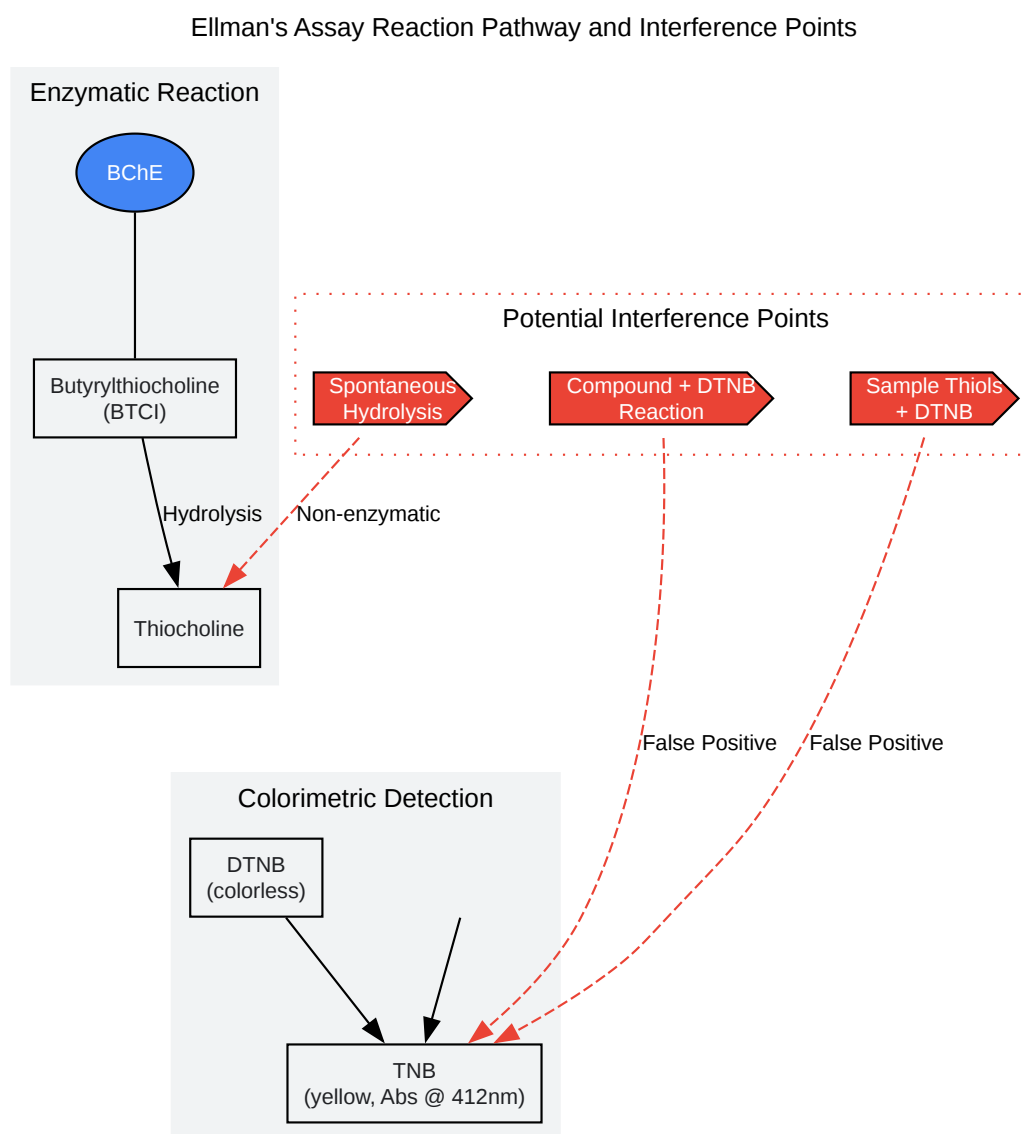 Ellman's Assay Reaction Pathway and Interference Points
Enzymatic Reaction
BChE
Butyrylthiocholine
(BTCI)
Hydrolysis
Thiocholine
Potential Interference Points
Spontaneous
Hydrolysis
Compound + DTNB
Reaction
Sample Thiols
+ DTNB
Non-enzymatic
False Positive
False Positive
Colorimetric Detection
DTNB
(colorless)
TNB
(yellow, Abs @ 412nm)